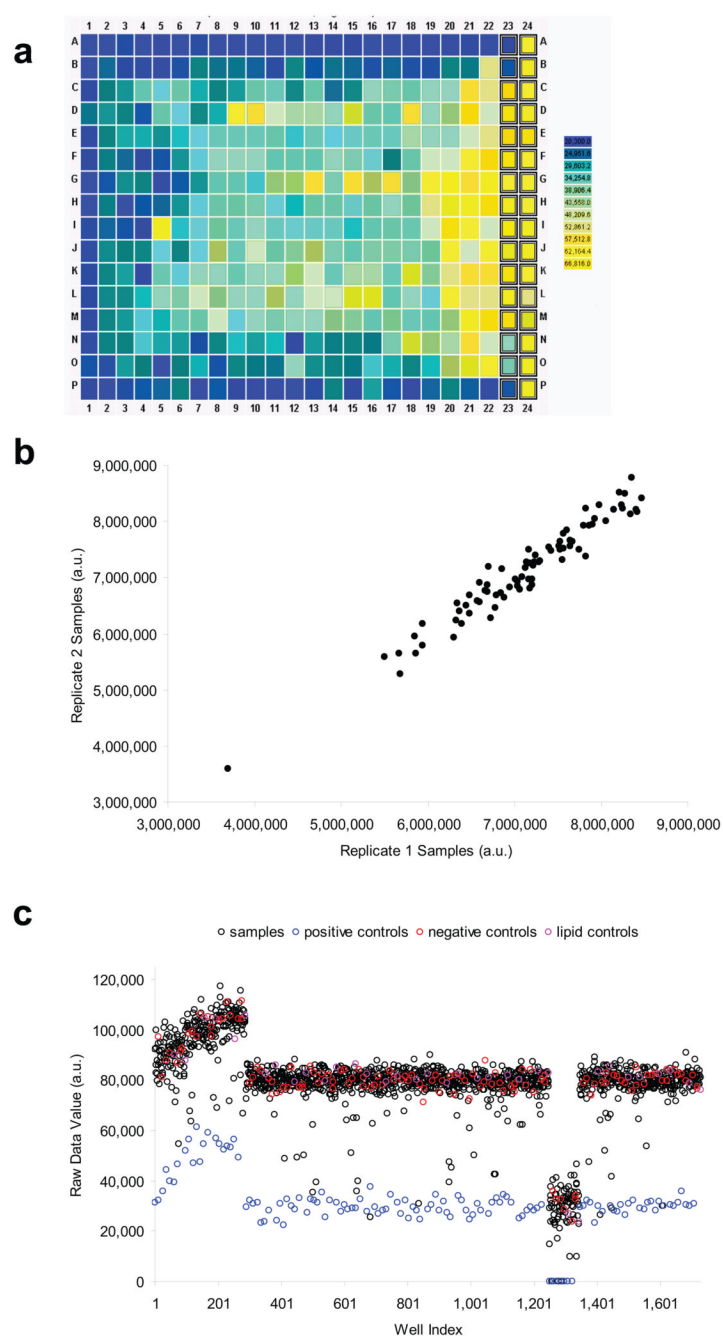 a
1 2 3 4 5 6 7 8 9 10 11 12 13 14 15 16 17 18 19 20 21 22 23 24
A A
B B
C C
D D
E E
F F
G G
H H
I I
J J
K K
L L
M M
N N
O O
P P
1 2 3 4 5 6 7 8 9 10 11 12 13 14 15 16 17 18 19 20 21 22 23 24
29,603.2
34,254.8
38,906.4
43,558.0
48,209.6
52,861.2
57,512.8
62,164.4
66,816.0
b
9,000,000
8,000,000
7,000,000
6,000,000
5,000,000
4,000,000
3,000,000
Replicate 2 Samples (a.u.)
3,000,000 4,000,000 5,000,000 6,000,000 7,000,000 8,000,000 9,000,000
Replicate 1 Samples (a.u.)
c
samples positive controls negative controls lipid controls
120,000
100,000
80,000
60,000
40,000
20,000
0
Raw Data Value (a.u.)
1 201 401 601 801 1,001 1,201 1,401 1,601
Well Index